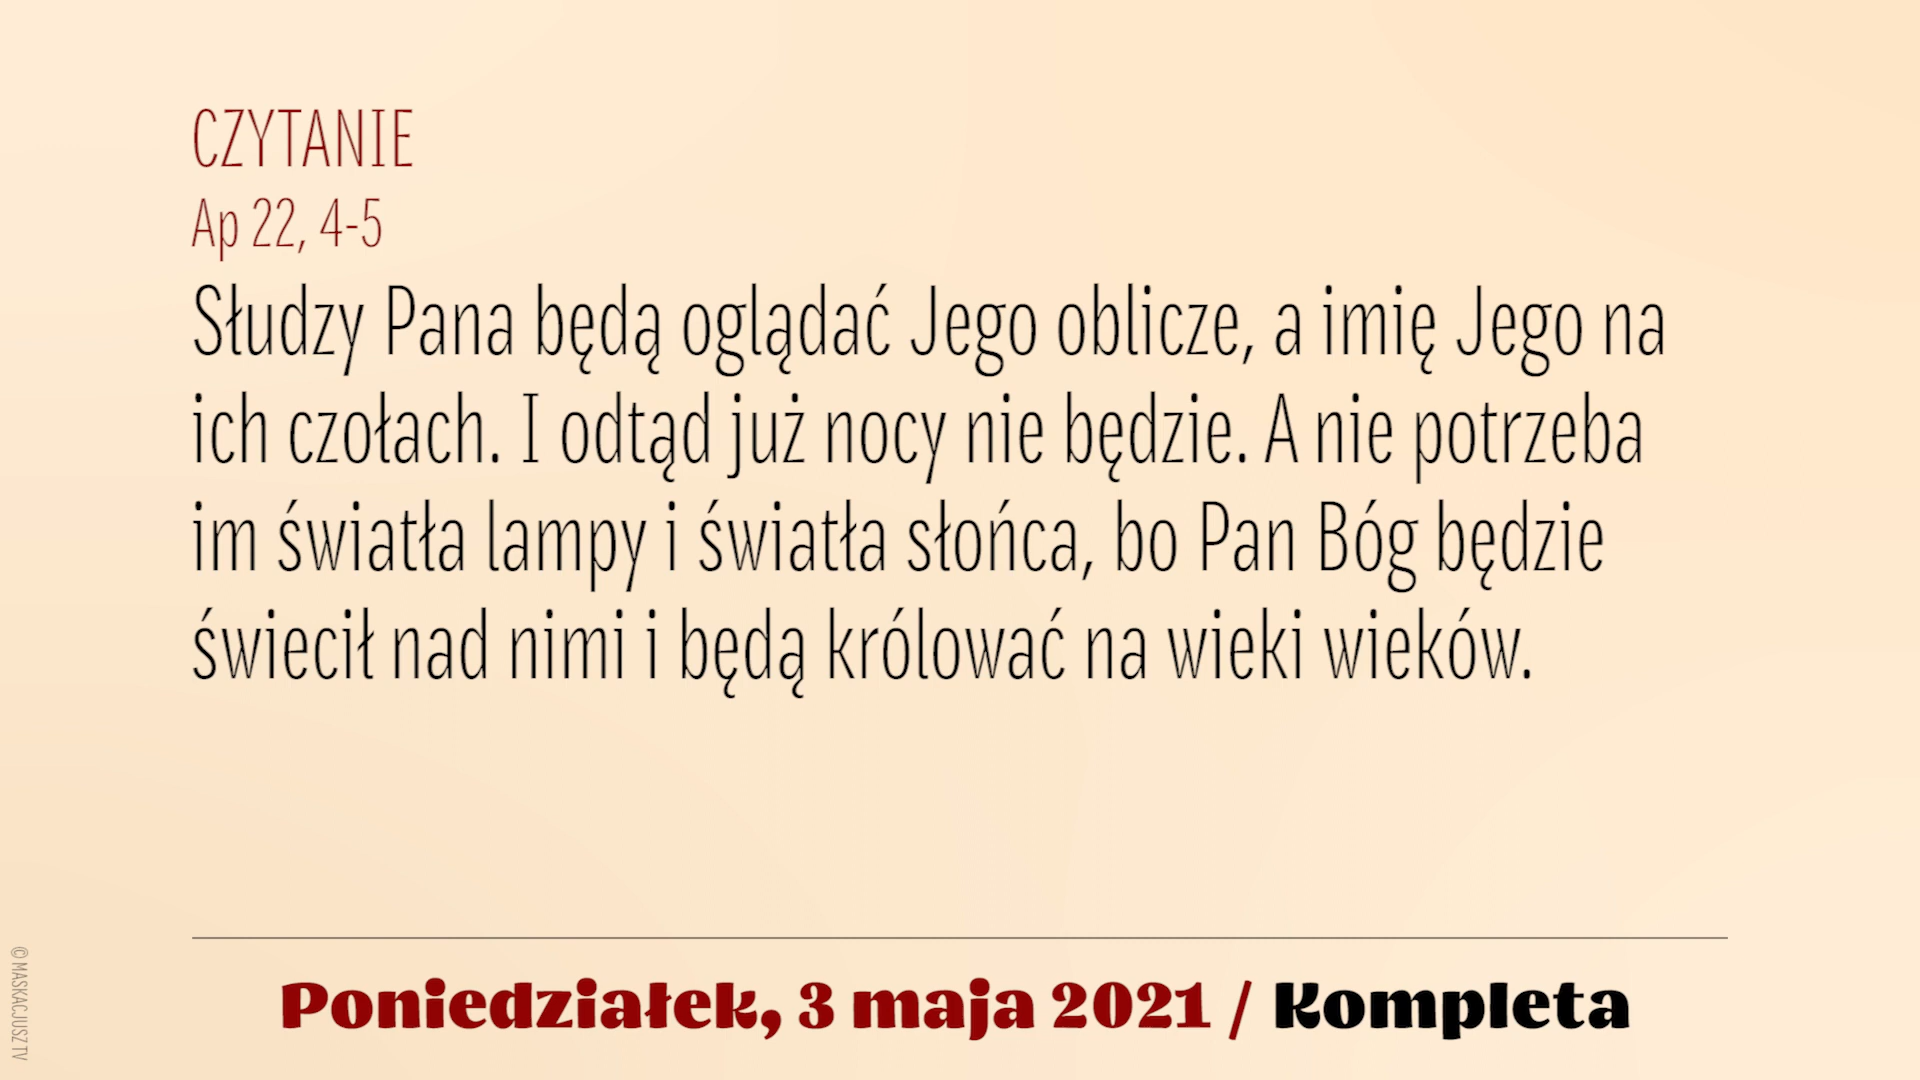 CZYTANIE
Ap 22, 4-5
Słudzy Pana będą oglądać Jego oblicze, a imię Jego na
ich czołach. I odtąd już nocy nie będzie. A nie potrzeba
im światła lampy i światła słońca, bo Pan Bóg będzie
świecił nad nimi i będą królować na wieki wieków.
Poniedziałek, 3 maja 2021 / Kompleta
© MASKACJUSZ TV